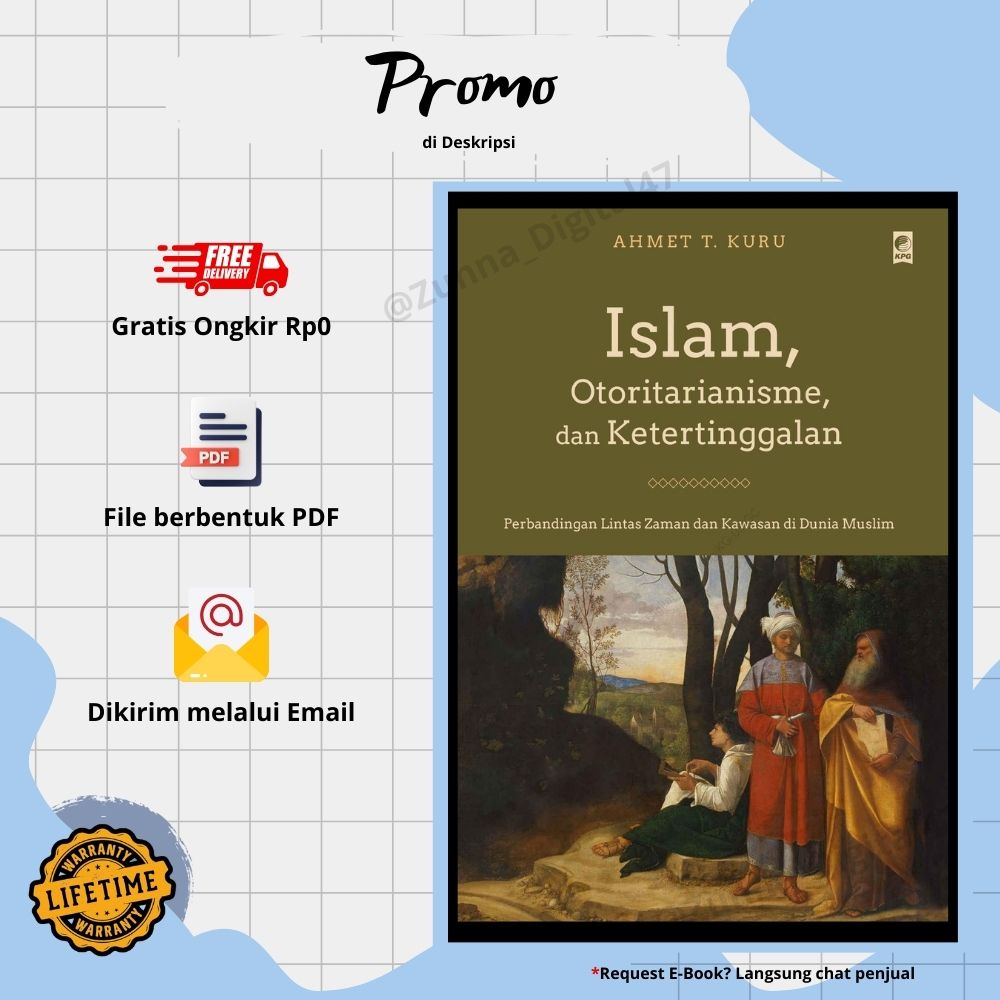 Promo
di Deskripsi
@Zunna_Digital47
FREE
DELIVERY
Gratis Ongkir Rp0
PDF
File berbentuk PDF
@
Dikirim melalui Email
WARRANTY
LIFETIME
WARRANTY
AHMET T. KURU
KPG
Islam,
Otoritarianisme,
dan Ketertinggalan
Perbandingan Lintas Zaman dan Kawasan di Dunia Muslim
*Request E-Book? Langsung chat penjual